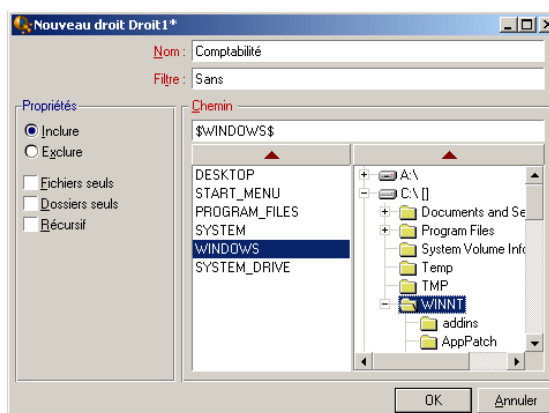 Nouveau droit Droit1*
Nom : Comptabilité
Filtre : Sans
Propriétés
Inclure
Exclure
Fichiers seuls
Dossiers seuls
Récursif
Chemin
$WINDOWS$
DESKTOP
START_MENU
PROGRAM_FILES
SYSTEM
WINDOWS
SYSTEM_DRIVE
A:\
C:\ []
Documents and Se
Program Files
System Volume Info
Temp
TMP
WINNT
addins
AppPatch
OK
Annuler